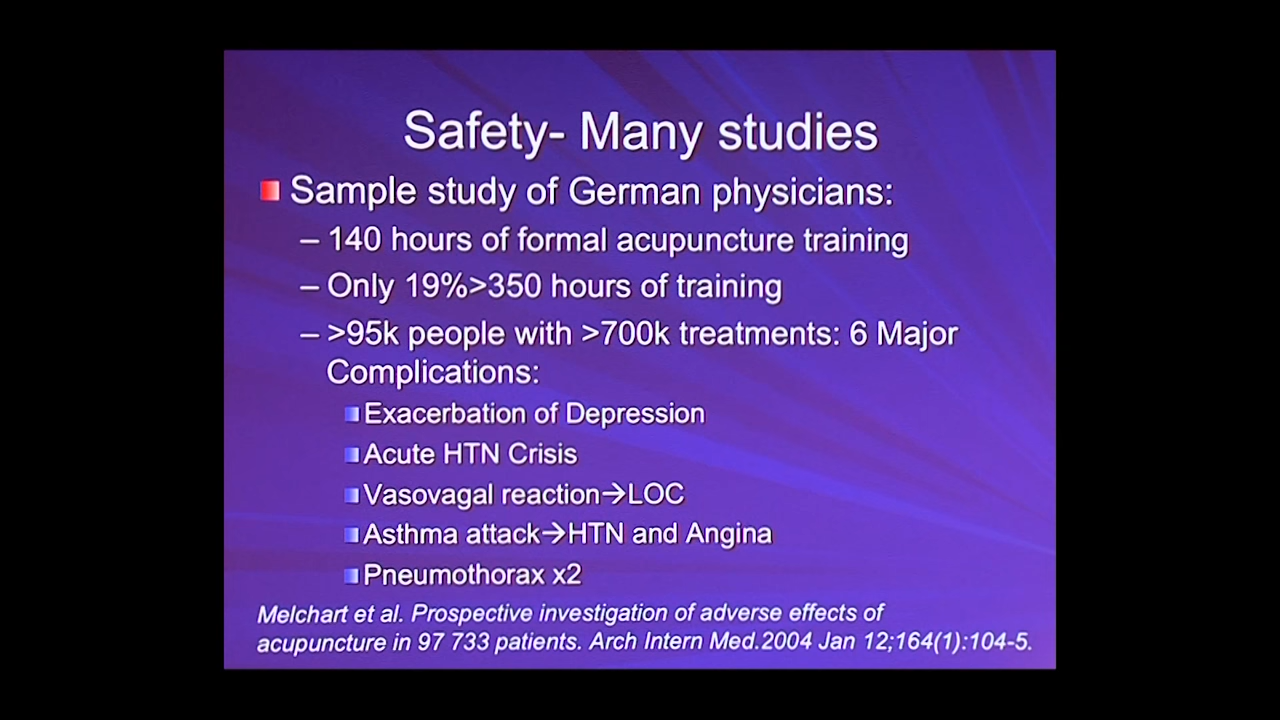 Safety- Many studies
Sample study of German physicians:
– 140 hours of formal acupuncture training
– Only 19%>350 hours of training
– >95k people with >700k treatments: 6 Major
Complications:
Exacerbation of Depression
Acute HTN Crisis
Vasovagal reaction→LOC
Asthma attack→HTN and Angina
Pneumothorax x2
Melchart et al. Prospective investigation of adverse effects of
acupuncture in 97 733 patients. Arch Intern Med.2004 Jan 12;164(1):104-5.